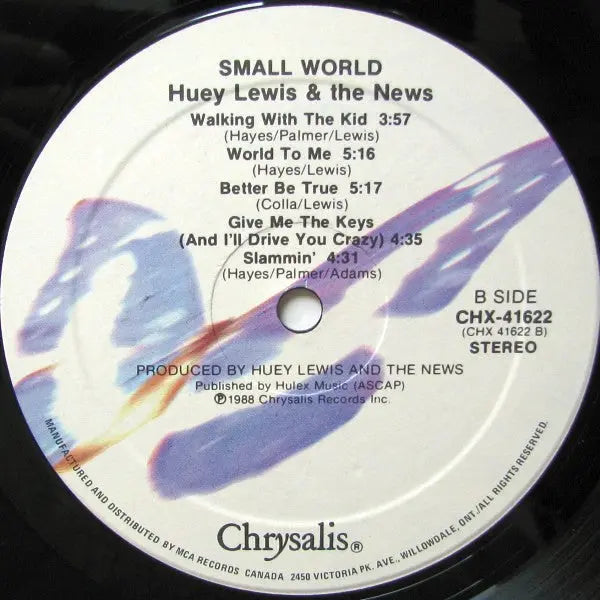 SMALL WORLD
Huey Lewis & the News
Walking With The Kid 3:57
(Hayes/Palmer/Lewis)
World To Me 5:16
(Hayes/Lewis)
Better Be True 5:17
(Colla/Lewis)
Give Me The Keys
(And I'll Drive You Crazy) 4:35
Slammin' 4:31
(Hayes/Palmer/Adams)
B SIDE
CHX-41622
(CHX 41622 B)
STEREO
PRODUCED BY HUEY LEWIS AND THE NEWS
Published by Hulex Music (ASCAP)
℗1988 Chrysalis Records Inc.
Chrysalis®
MANUFACTURED AND DISTRIBUTED BY MCA RECORDS CANADA 2450 VICTORIA PK. AVE., WILLOWDALE, ONT./ALL RIGHTS RESERVED.